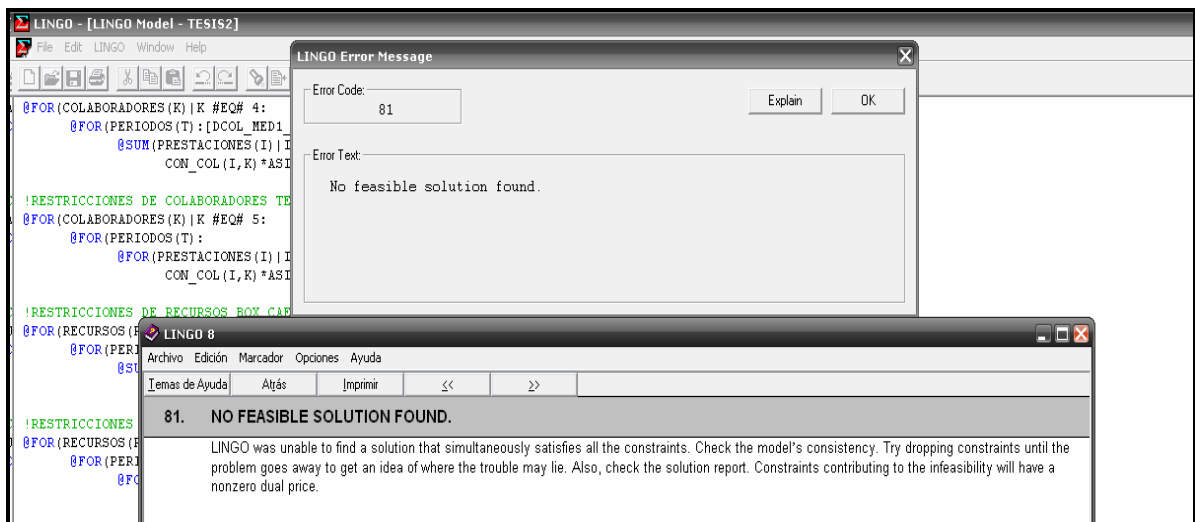 LINGO - [LINGO Model - TESIS2]
File Edit LINGO Window Help
@FOR(COLABORADORES(K)|K #EQ# 4:
@FOR(PERIODOS(T):[DCOL_MED1_
@SUM(PRESTACIONES(I)|I
CON_COL(I,K)*ASI
!RESTRICCIONES DE COLABORADORES TE
@FOR(COLABORADORES(K)|K #EQ# 5:
@FOR(PERIODOS(T):
@FOR(PRESTACIONES(I)|I
CON_COL(I,K)*ASI
!RESTRICCIONES DE RECURSOS BOX
@FOR(RECURSOS(
@FOR(PERI
@SU
!RESTRICCIONES
@FOR(RECURSOS(
@FOR(PERI
@FO
LINGO Error Message
Error Code:
81
Explain
OK
Error Text:
No feasible solution found.
LINGO 8
Archivo Edición Marcador Opciones Ayuda
Temas de Ayuda Atrás Imprimir << >>
81. NO FEASIBLE SOLUTION FOUND.
LINGO was unable to find a solution that simultaneously satisfies all the constraints. Check the model's consistency. Try dropping constraints until the
problem goes away to get an idea of where the trouble may lie. Also, check the solution report. Constraints contributing to the infeasibility will have a
nonzero dual price.